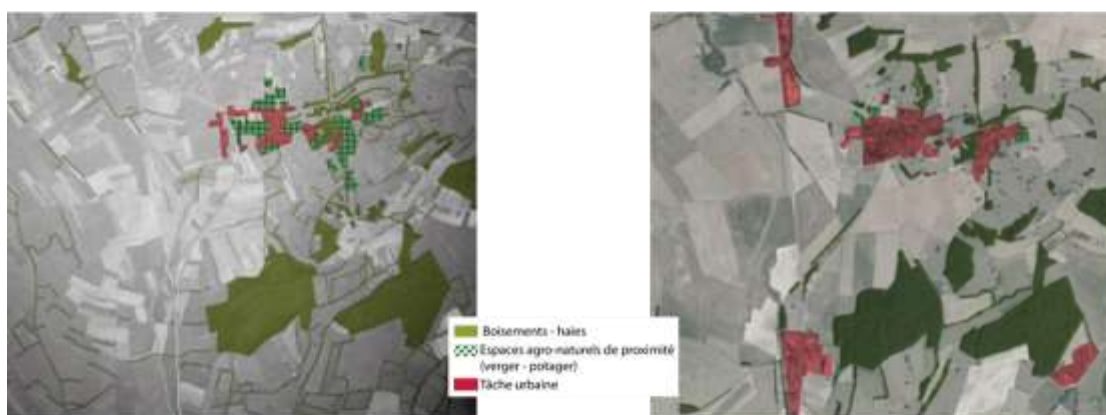 Boisements - haies
Espaces agro-naturels de proximité
(verger - potager)
Tâche urbaine